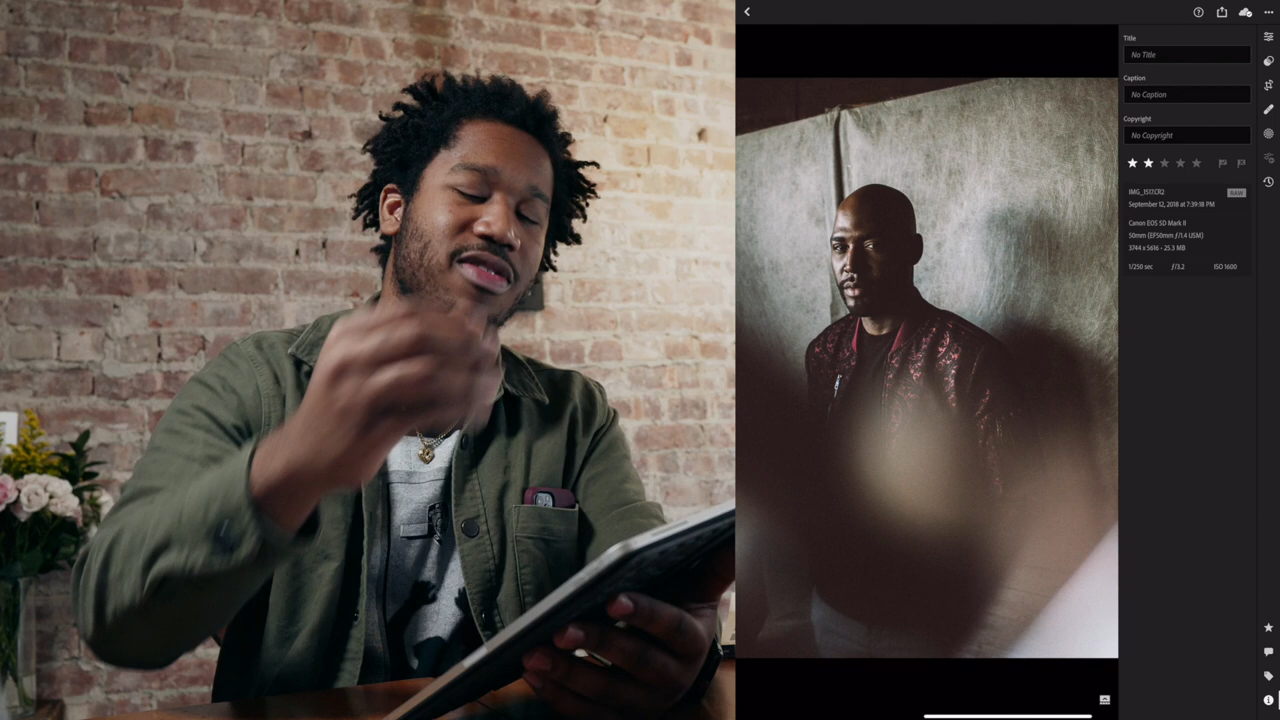 Title
No Title
Caption
No Caption
Copyright
No Copyright
IMG_1517.CR2
RAW
September 12, 2018 at 7:39:18 PM
Canon EOS 5D Mark II
50mm (EF50mm ƒ/1.4 USM)
3744 x 5616 - 25.3 MB
1/250 sec ƒ/3.2 ISO 1600